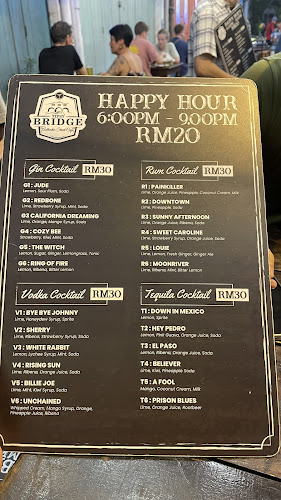 BRIDGE
HAPPY HOUR
6:00PM - 9:00PM
RM20
Gin Cocktail RM30
G1 : JUDE
Lemon, Sugar Plum, Soda
G2 : REDBONE
Lime, Strawberry Syrup, Mint, Soda
G3 CALIFORNIA DREAMING
Lime, Orange, Mango Syrup, Soda
G4 : COZY BEE
Strawberry, Kiwi, Mint, Soda
G5 : THE WITCH
Lemon, Sugar, Ginger, Lemongrass, Tonic
G6 : RING OF FIRE
Lemon, Ribena, Bitter Lemon
Rum Cocktail RM30
R1 : PAINKILLER
Lime, Orange Juice, Pineapple, Coconut Cream, Milk
R2 : DOWNTOWN
Lime, Pineapple, Soda
R3 : SUNNY AFTERNOON
Lime, Orange Juice, Ribena, Soda
R4 : SWEET CAROLINE
Lime, Strawberry Syrup, Orange Juice, Soda
R5 : LOUIE
Lime, Lemon, Fresh Ginger, Ginger Ale
R6 : MOONRIVER
Lime, Ribena, Mint, Bitter Lemon
Vodka Cocktail RM30
V1 : BYE BYE JOHNNY
Lime, Honeydew Syrup, Sprite
V2 : SHERRY
Lime, Ribena, Strawberry Syrup, Soda
V3 : WHITE RABBIT
Lemon, Lychee Syrup, Mint, Soda
V4 : RISING SUN
Lime, Ribena, Orange Juice, Soda
V5 : BILLIE JOE
Lime, Mint, Kiwi Syrup, Soda
V6 : UNCHAINED
Whipped Cream, Mango Syrup, Orange,
Pineapple Juice, Ribena
Tequila Cocktail RM30
T1 : DOWN IN MEXICO
Lemon, Sprite
T2 : HEY PEDRO
Lemon, Pink Guava, Orange Juice, Soda
T3 : EL PASO
Lemon, Ribena, Orange Juice, Soda
T4 : BELIEVER
Lime, Kiwi, Pineapple Soda
T5 : A FOOL
Mango, Coconut Cream, Milk
T6 : PRISON BLUES
Lime, Orange Juice, Rootbeer